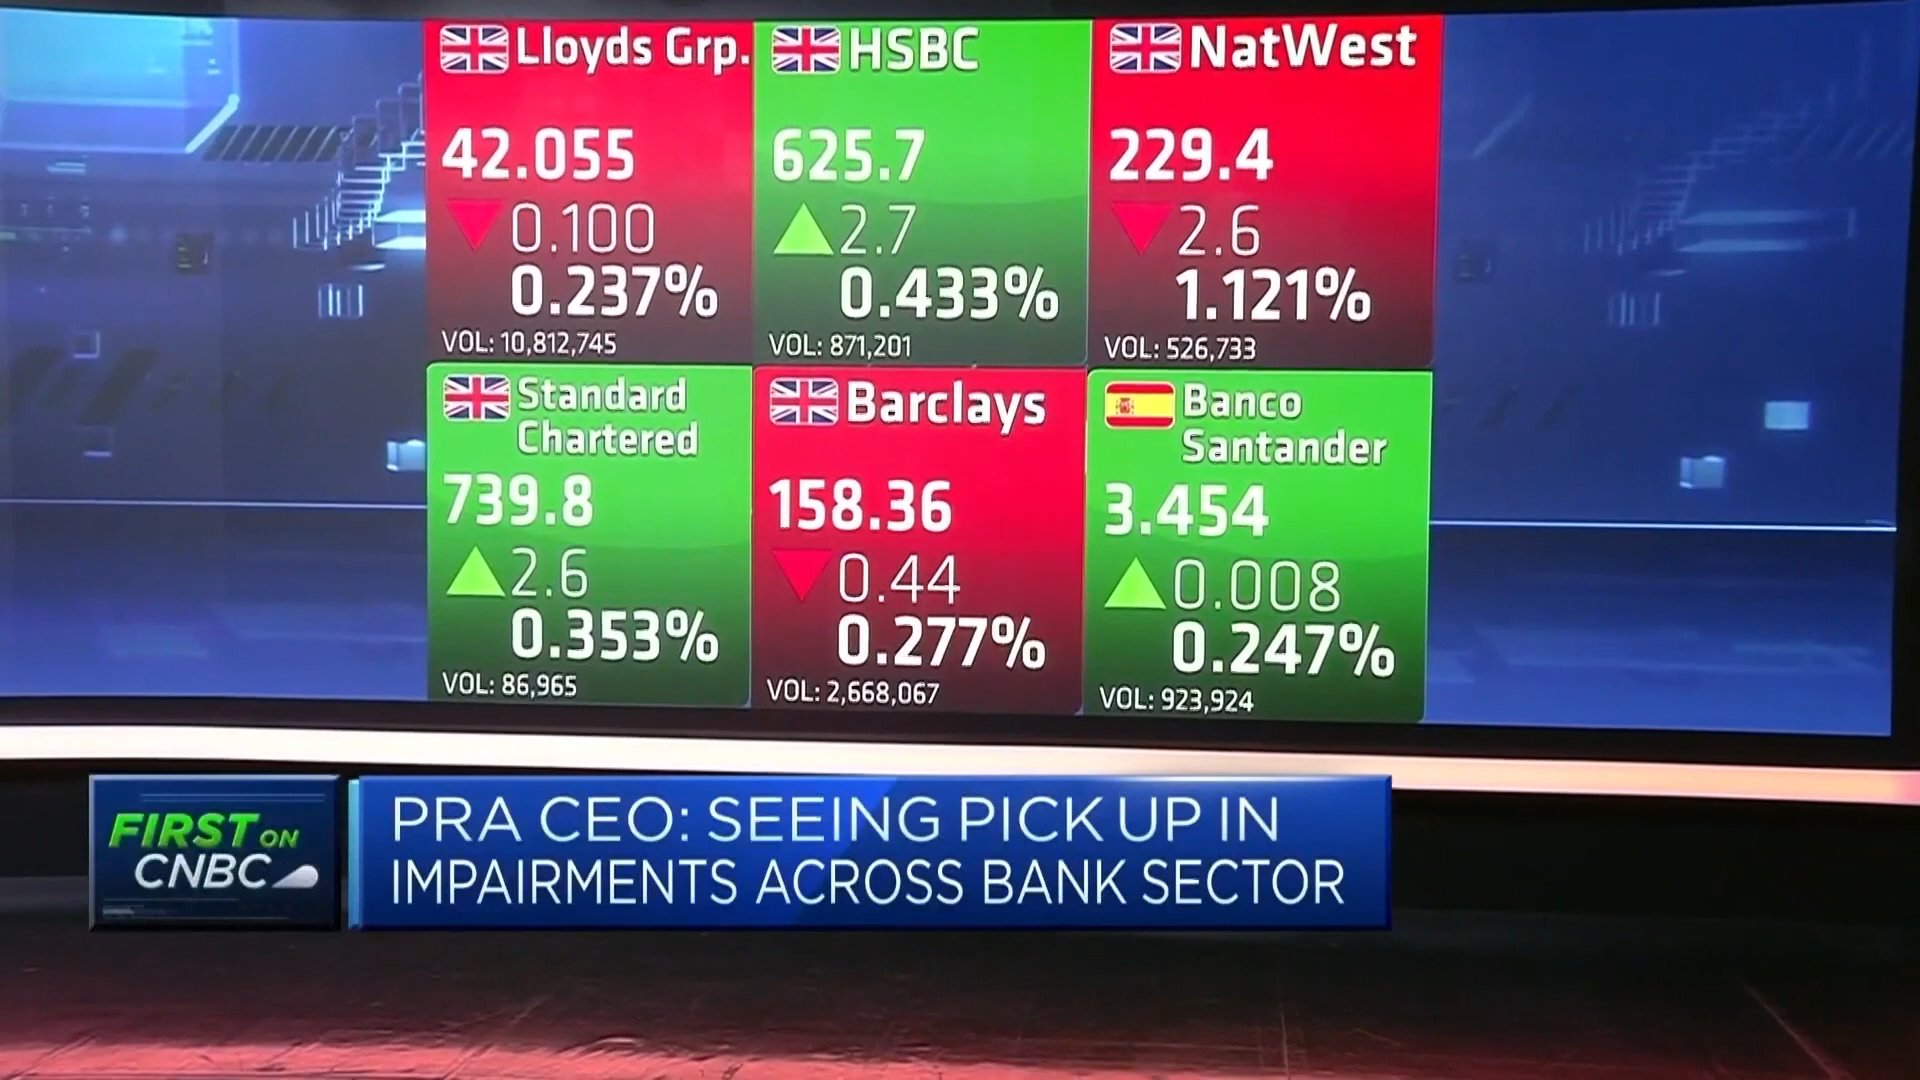 Lloyds Grp.
42.055
0.100
0.237%
VOL: 10,812,745
HSBC
625.7
2.7
0.433%
VOL: 871,201
NatWest
229.4
2.6
1.121%
VOL: 526,733
Standard
Chartered
739.8
2.6
0.353%
VOL: 86,965
Barclays
158.36
0.44
0.277%
VOL: 2,668,067
Banco
Santander
3.454
0.008
0.247%
VOL: 923,924
FIRST ON
CNBC
PRA CEO: SEEING PICK UP IN
IMPAIRMENTS ACROSS BANK SECTOR